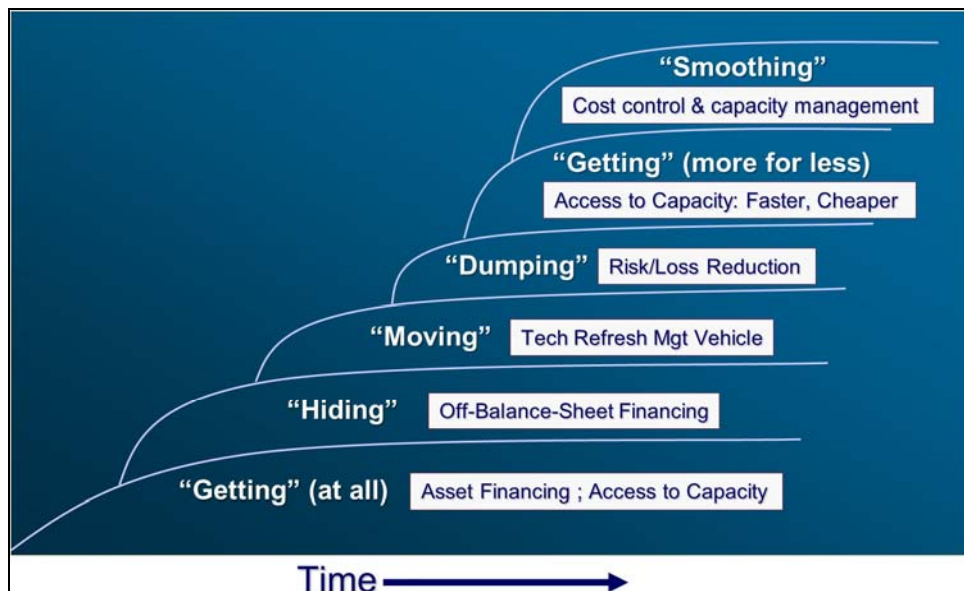 “Smoothing”
Cost control & capacity management
“Getting” (more for less)
Access to Capacity: Faster, Cheaper
“Dumping” Risk/Loss Reduction
“Moving” Tech Refresh Mgt Vehicle
“Hiding” Off-Balance-Sheet Financing
“Getting” (at all) Asset Financing ; Access to Capacity
Time